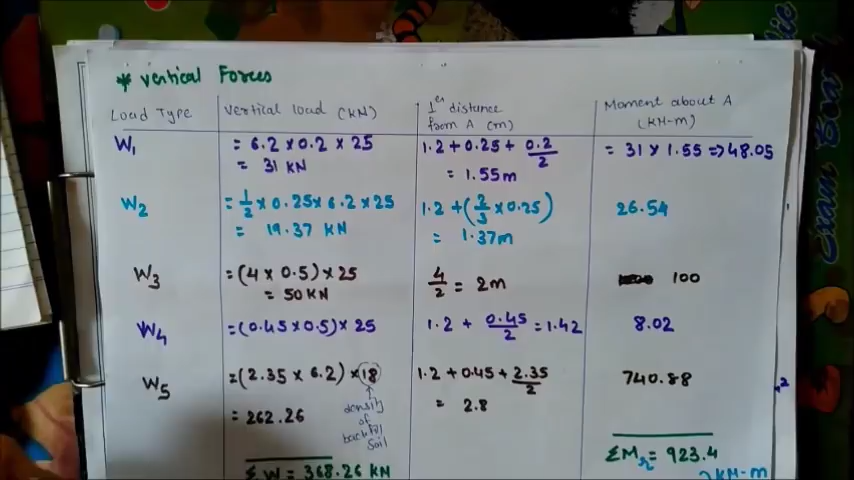 * Vertical Forces
Load Type Vertical load (KN) 1er distance from A (m) Moment about A (KN-m)
W1 = 6.2 x 0.2 x 25 1.2 + 0.25 + 0.2/2 = 31 x 1.55 => 48.05
= 31 KN = 1.55m
W2 = 1/2 x 0.25 x 6.2 x 25 1.2 + (2/3 x 0.25) 26.54
= 19.37 KN = 1.37m
W3 = (4 x 0.5) x 25 4/2 = 2m 100
= 50 KN
W4 = (0.45 x 0.5) x 25 1.2 + 0.45/2 = 1.42 8.02
W5 = (2.35 x 6.2) x 18 1.2 + 0.45 + 2.35/2 740.88
density
of
backfill
soil
= 262.26 = 2.8
ΣW = 368.26 KN ΣMr = 923.4
KN-m
Exam